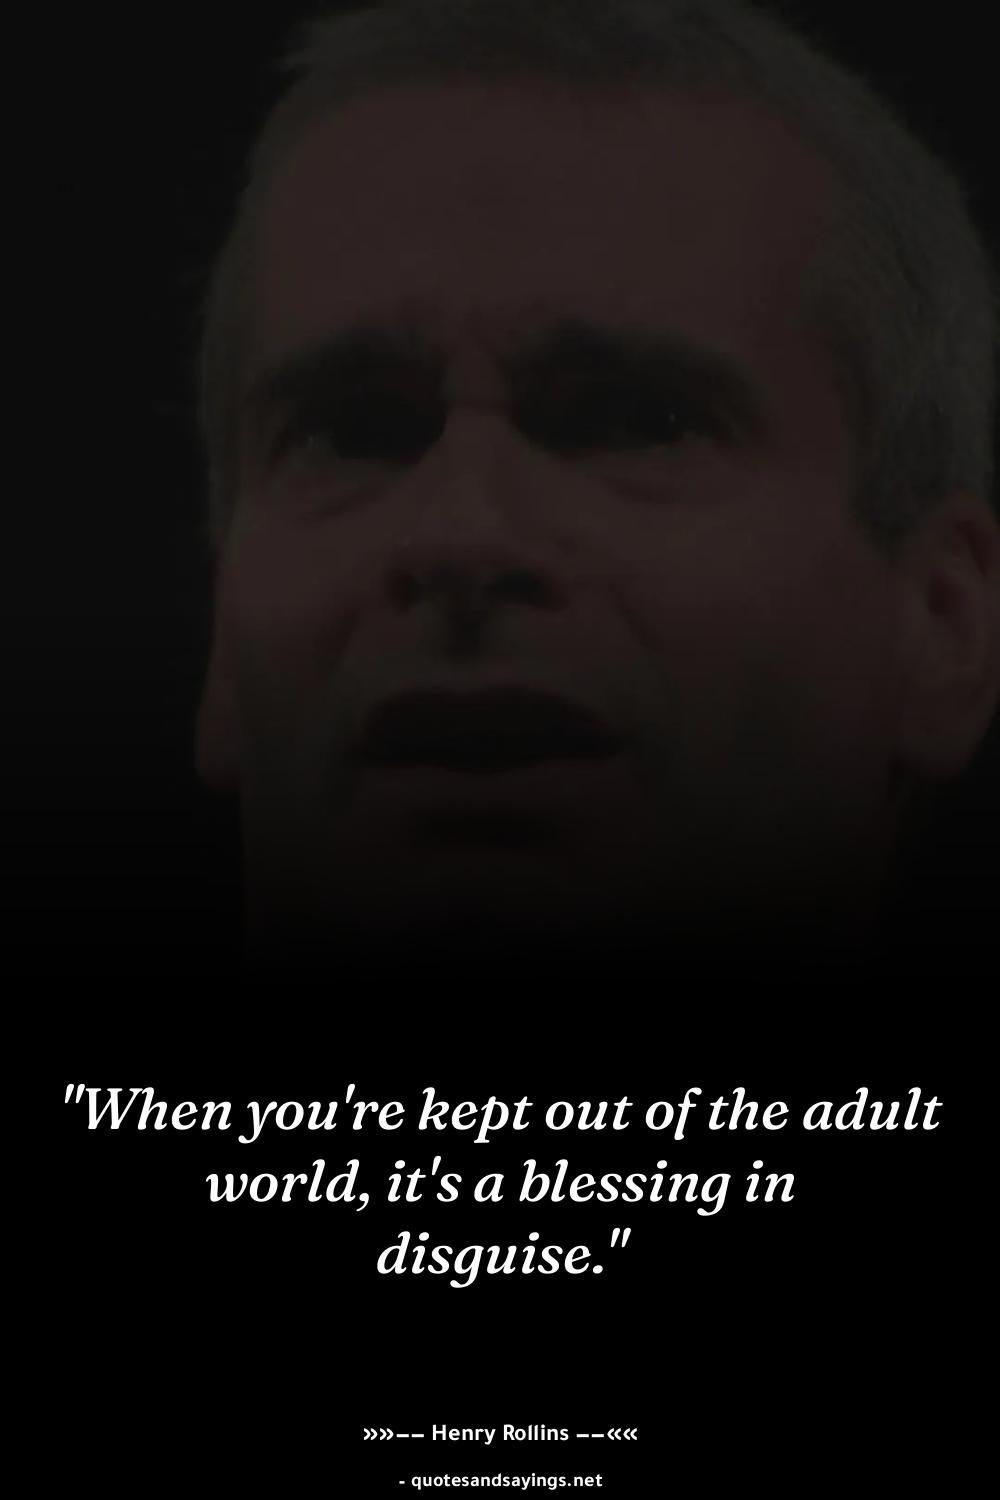 "When you're kept out of the adult
world, it's a blessing in
disguise."
»»−− Henry Rollins −−««
- quotesandsayings.net